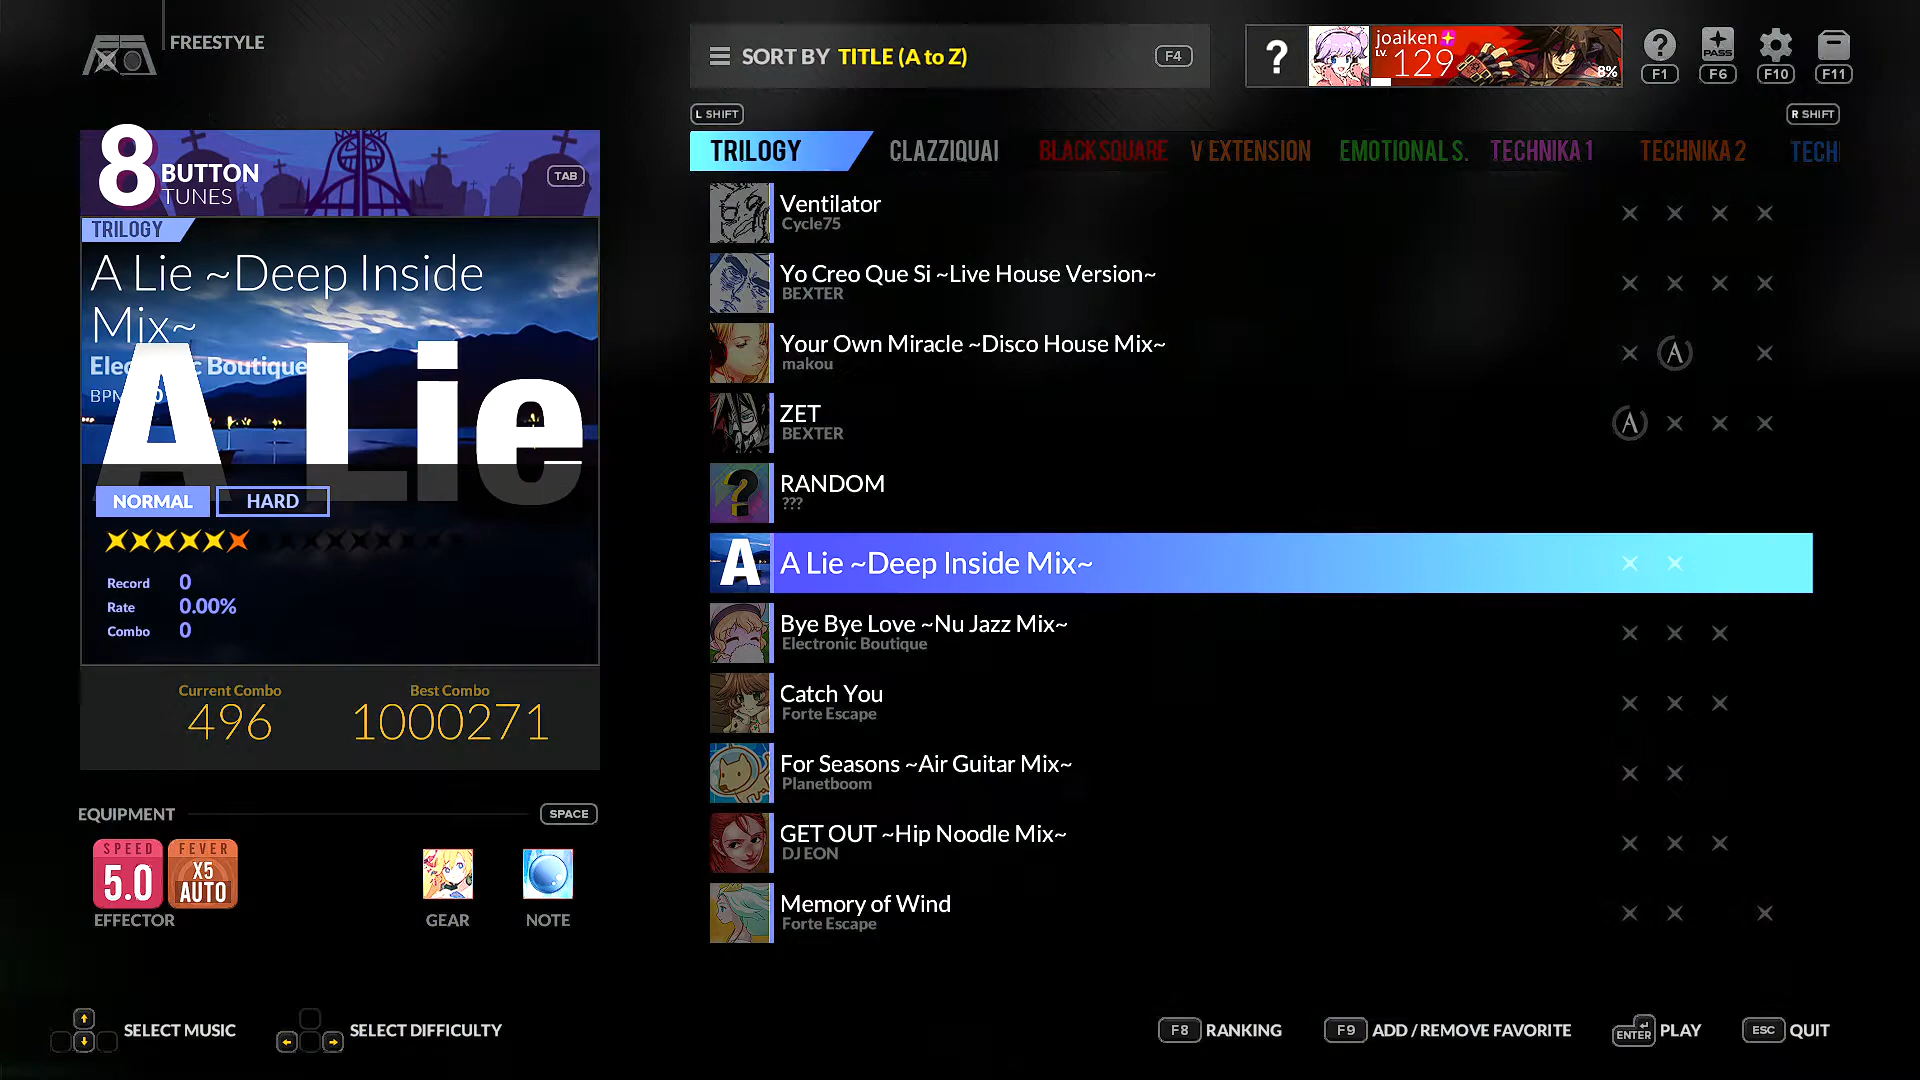 FREESTYLE
SORT BY TITLE (A to Z)
F4
?
joaiken
Lv. 129
8%
PASS
F1
F6
F10
F11
L SHIFT
R SHIFT
TRILOGY
CLAZZIQUAI
BLACK SQUARE
V EXTENSION
EMOTIONAL S.
TECHNIKA 1
TECHNIKA 2
TECH
8 BUTTON
TUNES
TAB
TRILOGY
A Lie ~Deep Inside
Mix~
Electronic Boutique
BPM
A Lie
NORMAL
HARD
Record 0
Rate 0.00%
Combo 0
Current Combo
496
Best Combo
1000271
EQUIPMENT
SPACE
SPEED
5.0
FEVER
X5
AUTO
EFFECTOR
GEAR
NOTE
Ventilator
Cycle75
Yo Creo Que Si ~Live House Version~
BEXTER
Your Own Miracle ~Disco House Mix~
makou
A
ZET
BEXTER
A
?
RANDOM
???
A
A Lie ~Deep Inside Mix~
Bye Bye Love ~Nu Jazz Mix~
Electronic Boutique
Catch You
Forte Escape
For Seasons ~Air Guitar Mix~
Planetboom
GET OUT ~Hip Noodle Mix~
DJ EON
Memory of Wind
Forte Escape
SELECT MUSIC
SELECT DIFFICULTY
F8 RANKING
F9 ADD / REMOVE FAVORITE
ENTER PLAY
ESC QUIT